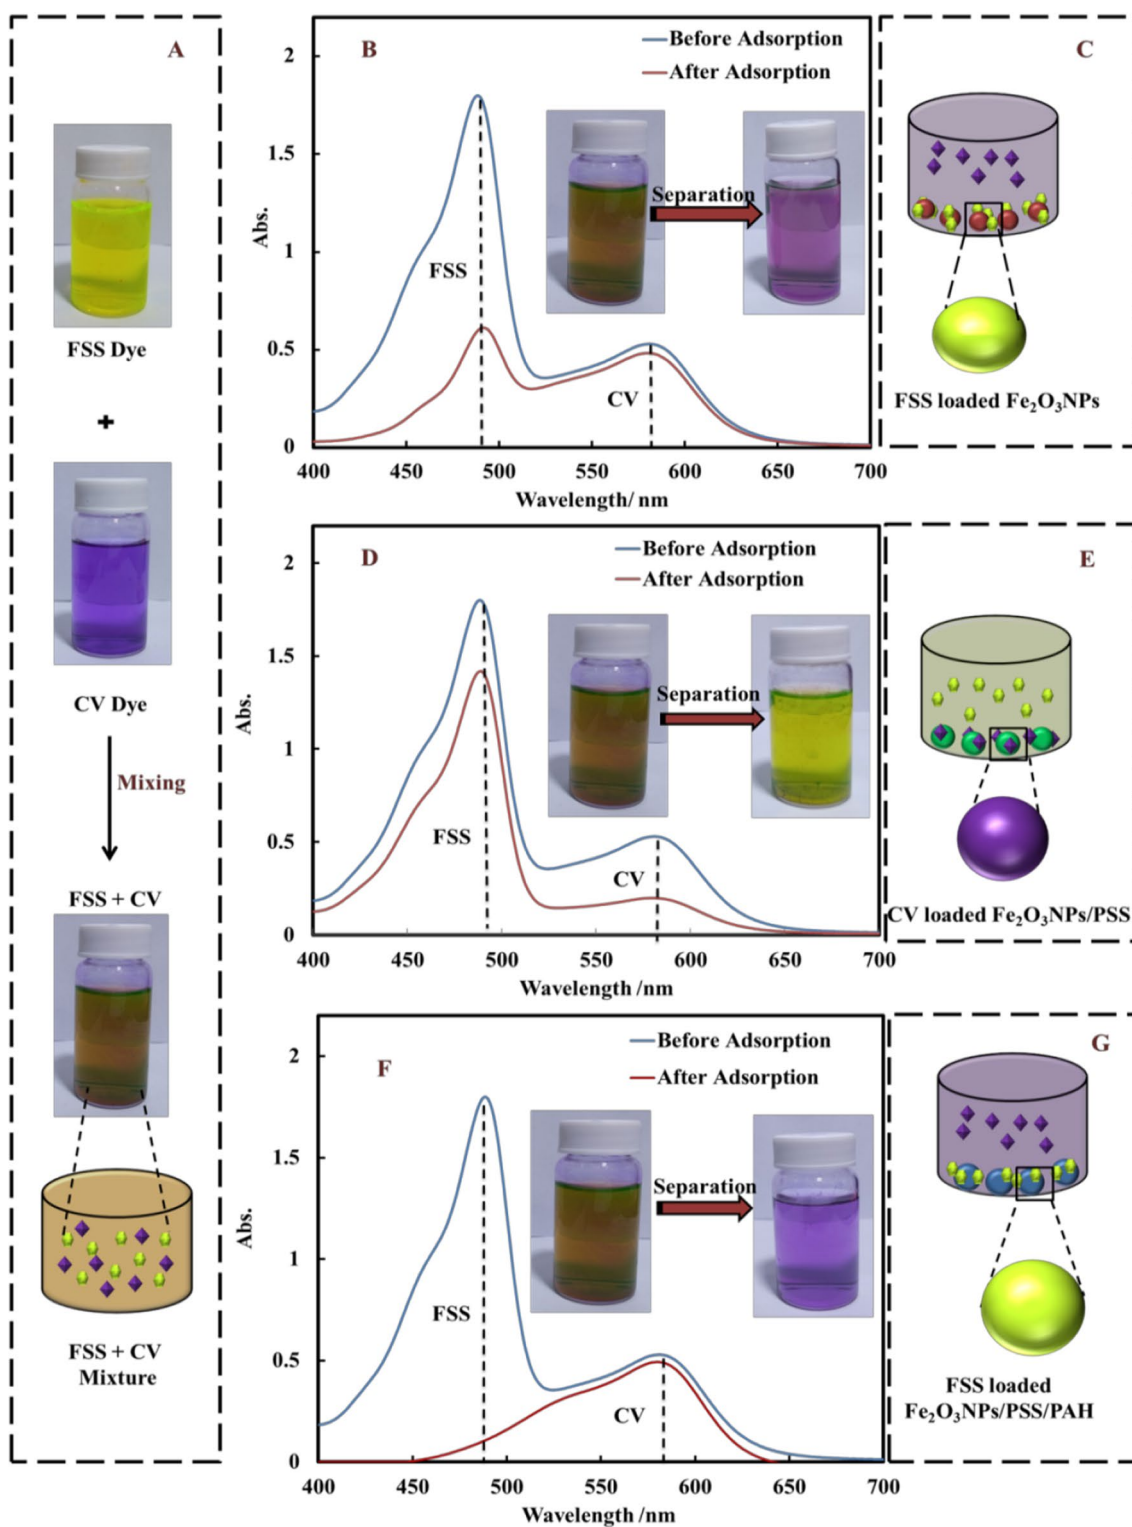 A
FSS Dye
+
CV Dye
Mixing
FSS + CV
FSS + CV
Mixture
B
Before Adsorption
After Adsorption
2
1.5
1
0.5
0
Abs.
FSS
CV
Separation
400 450 500 550 600 650 700
Wavelength/ nm
C
FSS loaded Fe₂O₃NPs
D
Before Adsorption
After Adsorption
2
1.5
1
0.5
0
Abs.
FSS
CV
Separation
400 450 500 550 600 650 700
Wavelength /nm
E
CV loaded Fe₂O₃NPs/PSS
F
Before Adsorption
After Adsorption
2
1.5
1
0.5
0
Abs.
FSS
CV
Separation
400 450 500 550 600 650 700
Wavelength /nm
G
FSS loaded
Fe₂O₃NPs/PSS/PAH